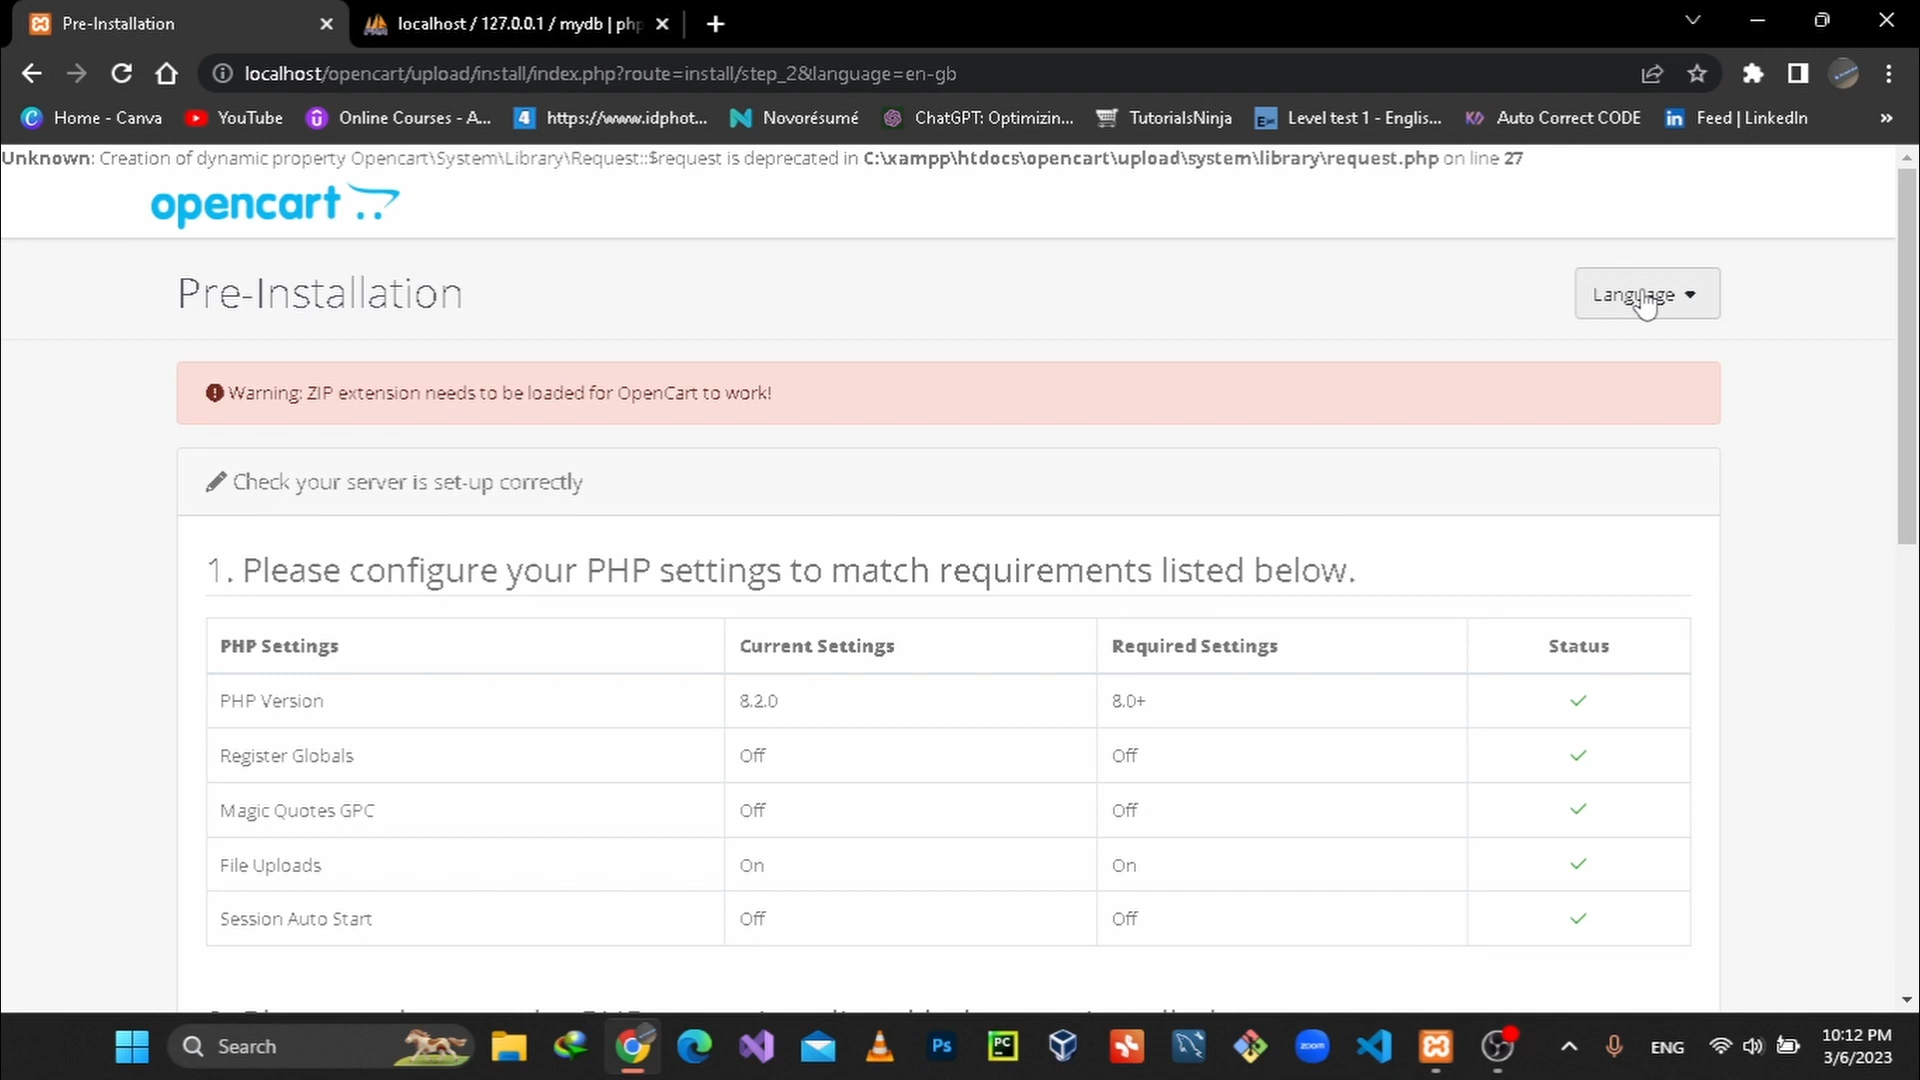 Pre-Installation
localhost / 127.0.0.1 / mydb | php
localhost/opencart/upload/install/index.php?route=install/step_2&language=en-gb
Home - Canva
YouTube
Online Courses - A...
https://www.idphot...
Novorésumé
ChatGPT: Optimizin...
TutorialsNinja
Level test 1 - Englis...
Auto Correct CODE
Feed | LinkedIn
Unknown: Creation of dynamic property Opencart\System\Library\Request::$request is deprecated in C:\xampp\htdocs\opencart\upload\system\library\request.php on line 27
opencart
Pre-Installation
Language
Warning: ZIP extension needs to be loaded for OpenCart to work!
Check your server is set-up correctly
1. Please configure your PHP settings to match requirements listed below.
PHP Settings Current Settings Required Settings Status
PHP Version 8.2.0 8.0+
Register Globals Off Off
Magic Quotes GPC Off Off
File Uploads On On
Session Auto Start Off Off
Search
Ps
PC
zoom
ENG
10:12 PM
3/6/2023